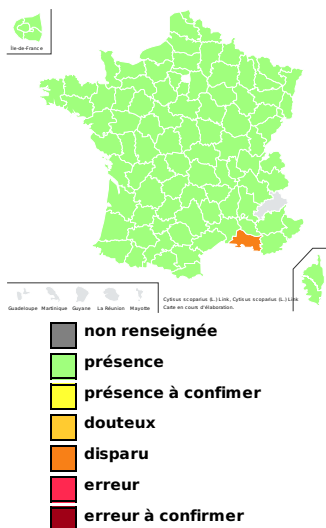 Île-de-France
Guadeloupe Martinique Guyane La Réunion Mayotte
Cytisus scoparius (L.) Link, Cytisus scoparius (L.) Link
Carte en cours d'élaboration.
non renseignée
présence
présence à confimer
douteux
disparu
erreur
erreur à confirmer